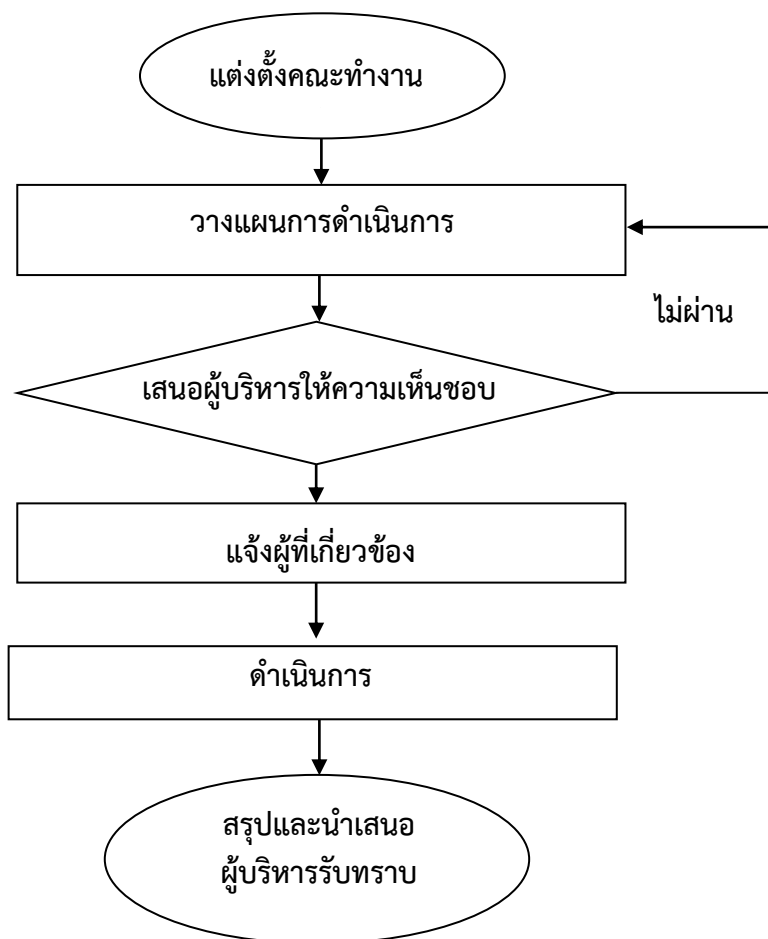 แต่งตั้งคณะทำงาน
วางแผนการดำเนินการ
ไม่ผ่าน
เสนอผู้บริหารให้ความเห็นชอบ
แจ้งผู้ที่เกี่ยวข้อง
ดำเนินการ
สรุปและนำเสนอ
ผู้บริหารรับทราบ